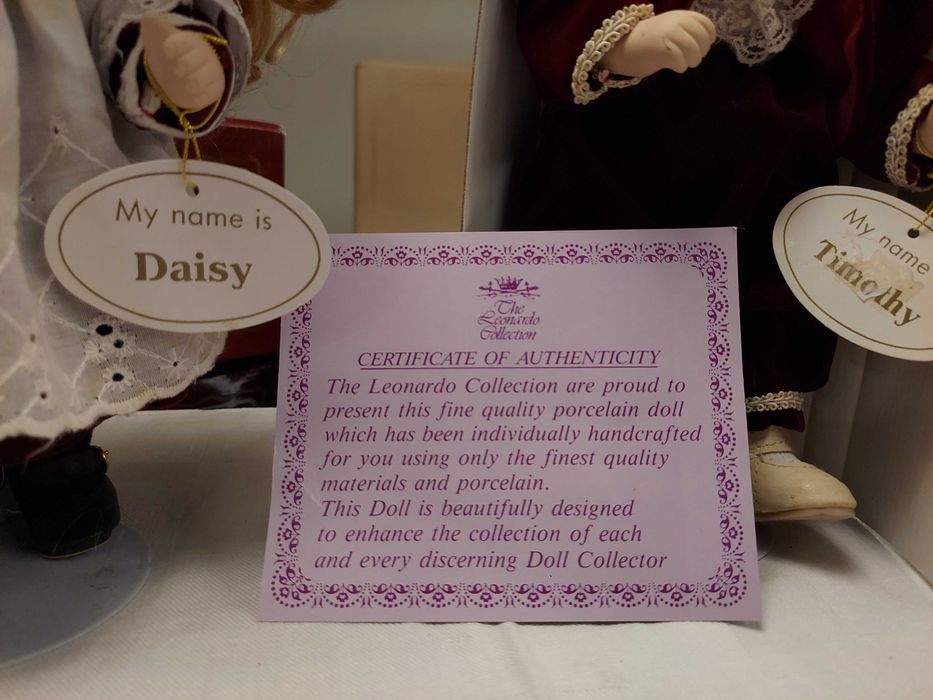 My name is
Daisy
My name
Timothy
The
Leonardo
Collection
CERTIFICATE OF AUTHENTICITY
The Leonardo Collection are proud to
present this fine quality porcelain doll
which has been individually handcrafted
for you using only the finest quality
materials and porcelain.
This Doll is beautifully designed
to enhance the collection of each
and every discerning Doll Collector